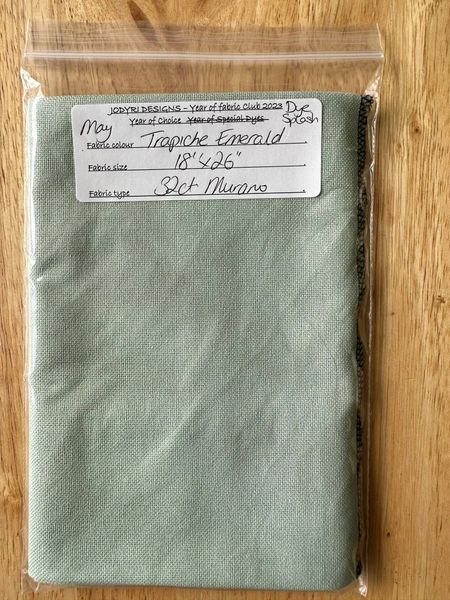 JODYRI DESIGNS - Year of fabric Club 2023 Dye
May Year of Choice Year of Special Dyes Splash
Fabric colour Trapiche Emerald
Fabric size 18"x26"
Fabric type 32ct Murano